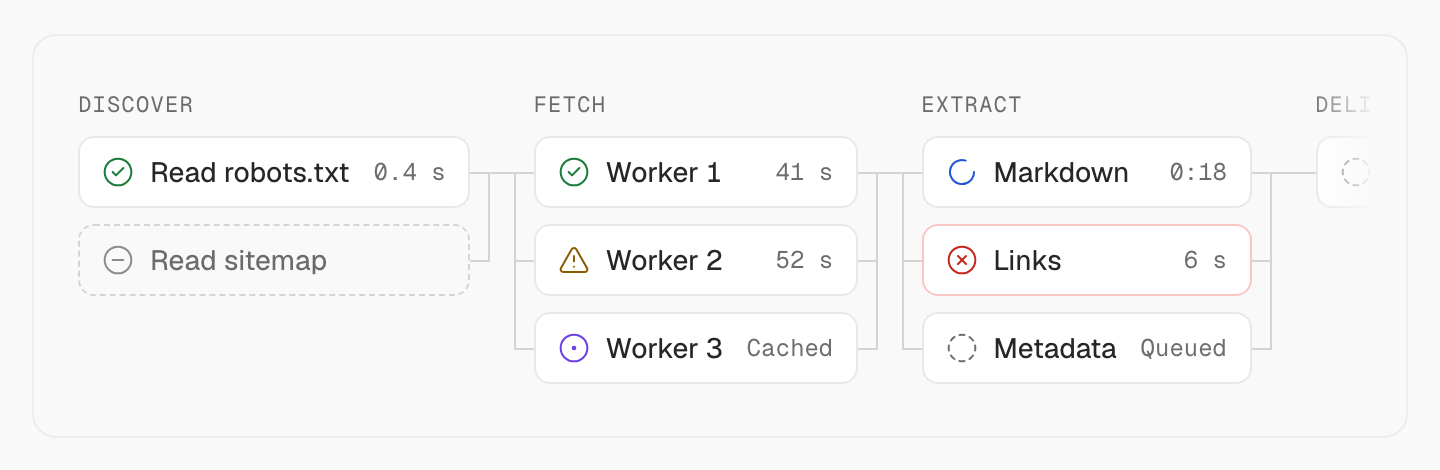 DISCOVER
Read robots.txt 0.4 s
Read sitemap
FETCH
Worker 1 41 s
Worker 2 52 s
Worker 3 Cached
EXTRACT
Markdown 0:18
Links 6 s
Metadata Queued